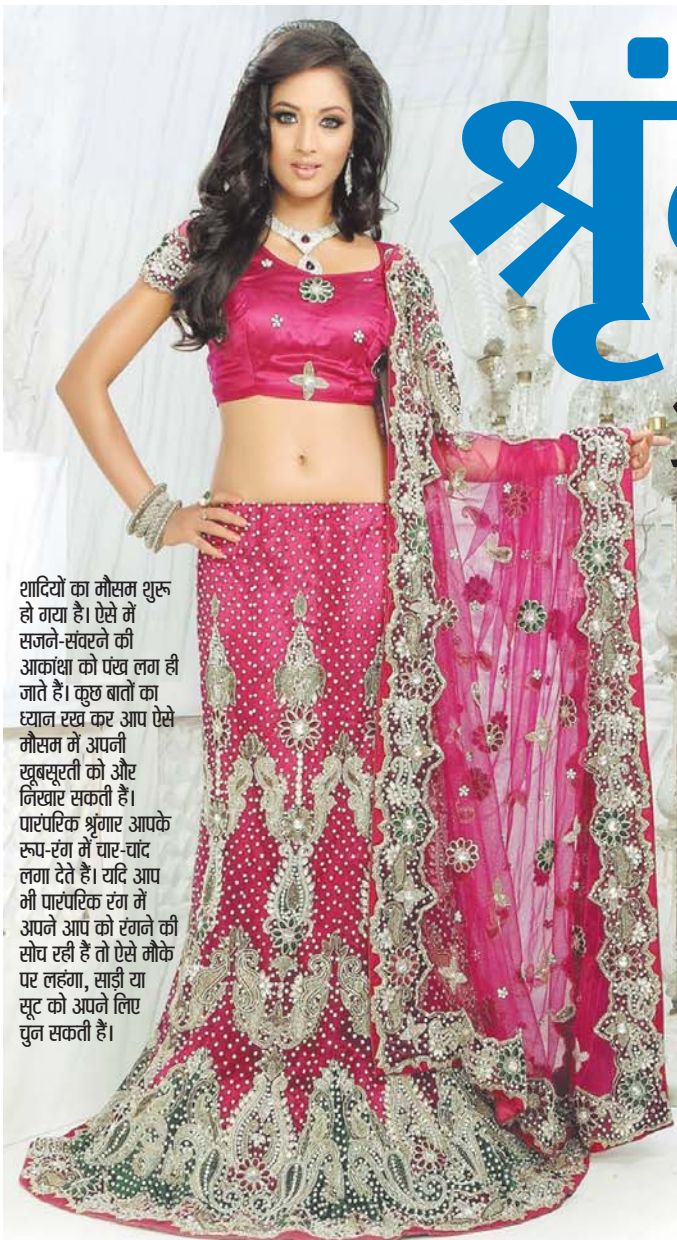 श्रृं
शादियों का मौसम शुरू
हो गया है। ऐसे में
सजने-संवरने की
आकांक्षा को पंख लग ही
जाते हैं। कुछ बातों का
ध्यान रख कर आप ऐसे
मौसम में अपनी
खूबसूरती को और
निखार सकती हैं।
पारंपरिक श्रृंगार आपके
रूप-रंग में चार-चांद
लगा देते हैं। यदि आप
भी पारंपरिक रंग में
अपने आप को रंगने की
सोच रही हैं तो ऐसे मौके
पर लहंगा, साड़ी या
सूट को अपने लिए
चुन सकती हैं।